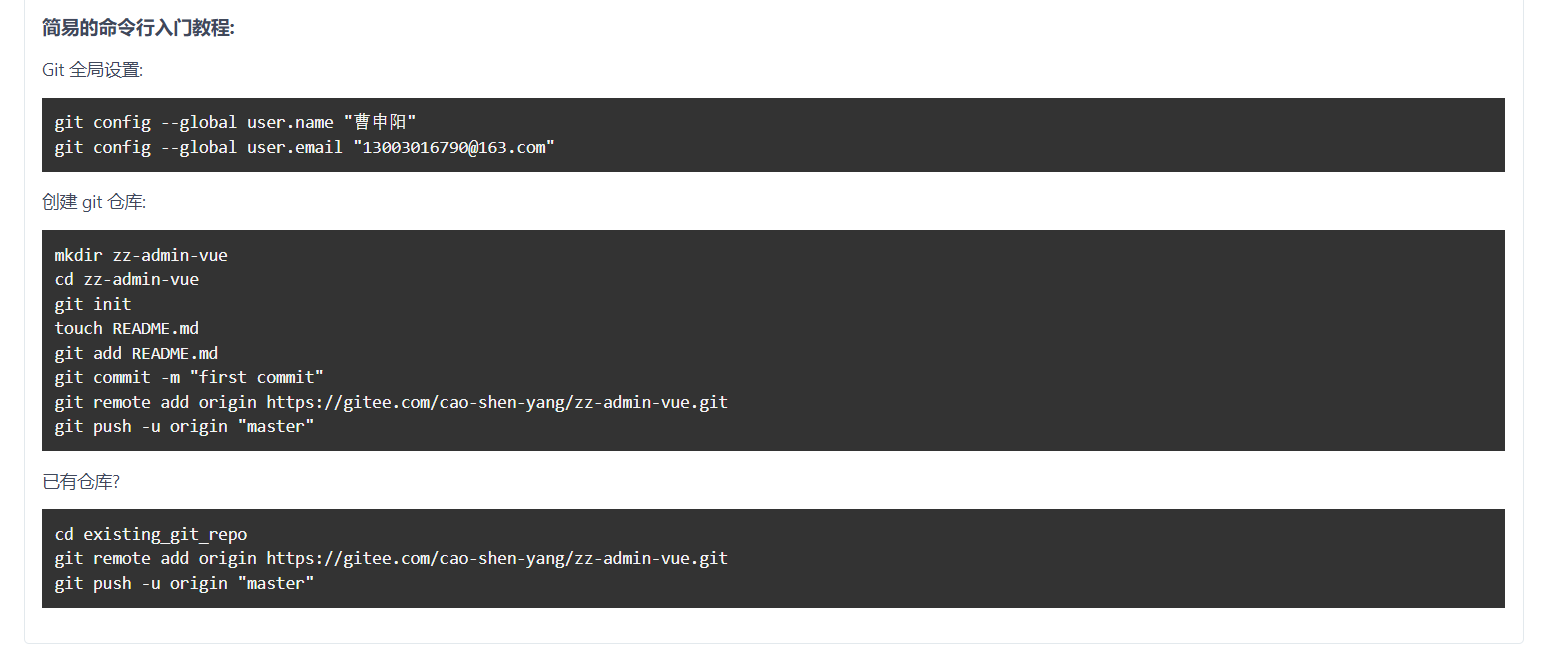 简易的命令行入门教程:
Git 全局设置:
git config --global user.name "曹申阳"
git config --global user.email "13003016790@163.com"
创建 git 仓库:
mkdir zz-admin-vue
cd zz-admin-vue
git init
touch README.md
git add README.md
git commit -m "first commit"
git remote add origin https://gitee.com/cao-shen-yang/zz-admin-vue.git
git push -u origin "master"
已有仓库?
cd existing_git_repo
git remote add origin https://gitee.com/cao-shen-yang/zz-admin-vue.git
git push -u origin "master"